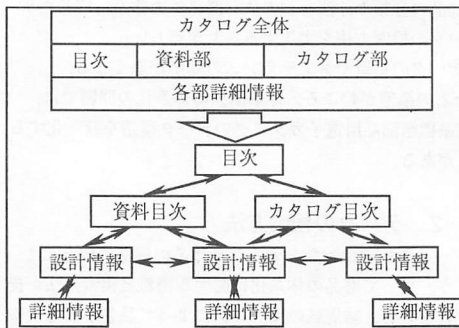 カタログ全体
目次 資料部 カタログ部
各部詳細情報
目次
資料目次 カタログ目次
設計情報 設計情報 設計情報
詳細情報 詳細情報 詳細情報